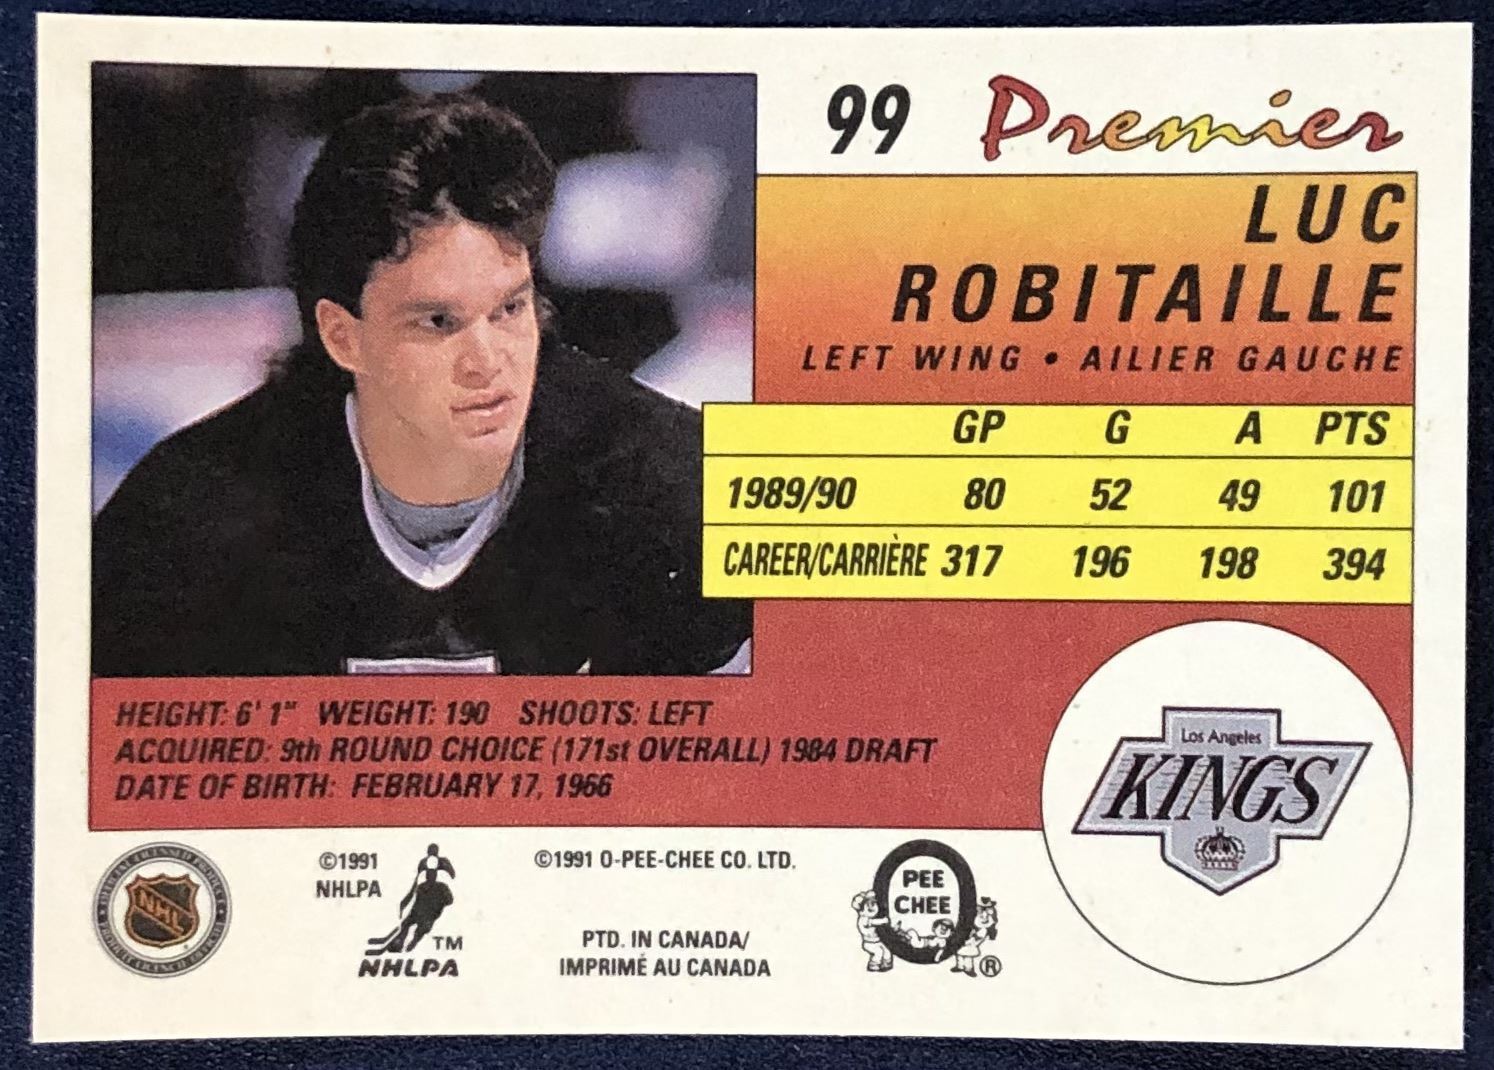 99 Premier
LUC
ROBITAILLE
LEFT WING • AILIER GAUCHE
GP G A PTS
1989/90 80 52 49 101
CAREER/CARRIÈRE 317 196 198 394
HEIGHT: 6' 1" WEIGHT: 190 SHOOTS: LEFT
ACQUIRED: 9th ROUND CHOICE (171st OVERALL) 1984 DRAFT
DATE OF BIRTH: FEBRUARY 17, 1966
Los Angeles
KINGS
NHL
©1991
NHLPA
TM
NHLPA
©1991 O-PEE-CHEE CO. LTD.
PTD. IN CANADA/
IMPRIMÉ AU CANADA
O
PEE
CHEE
®